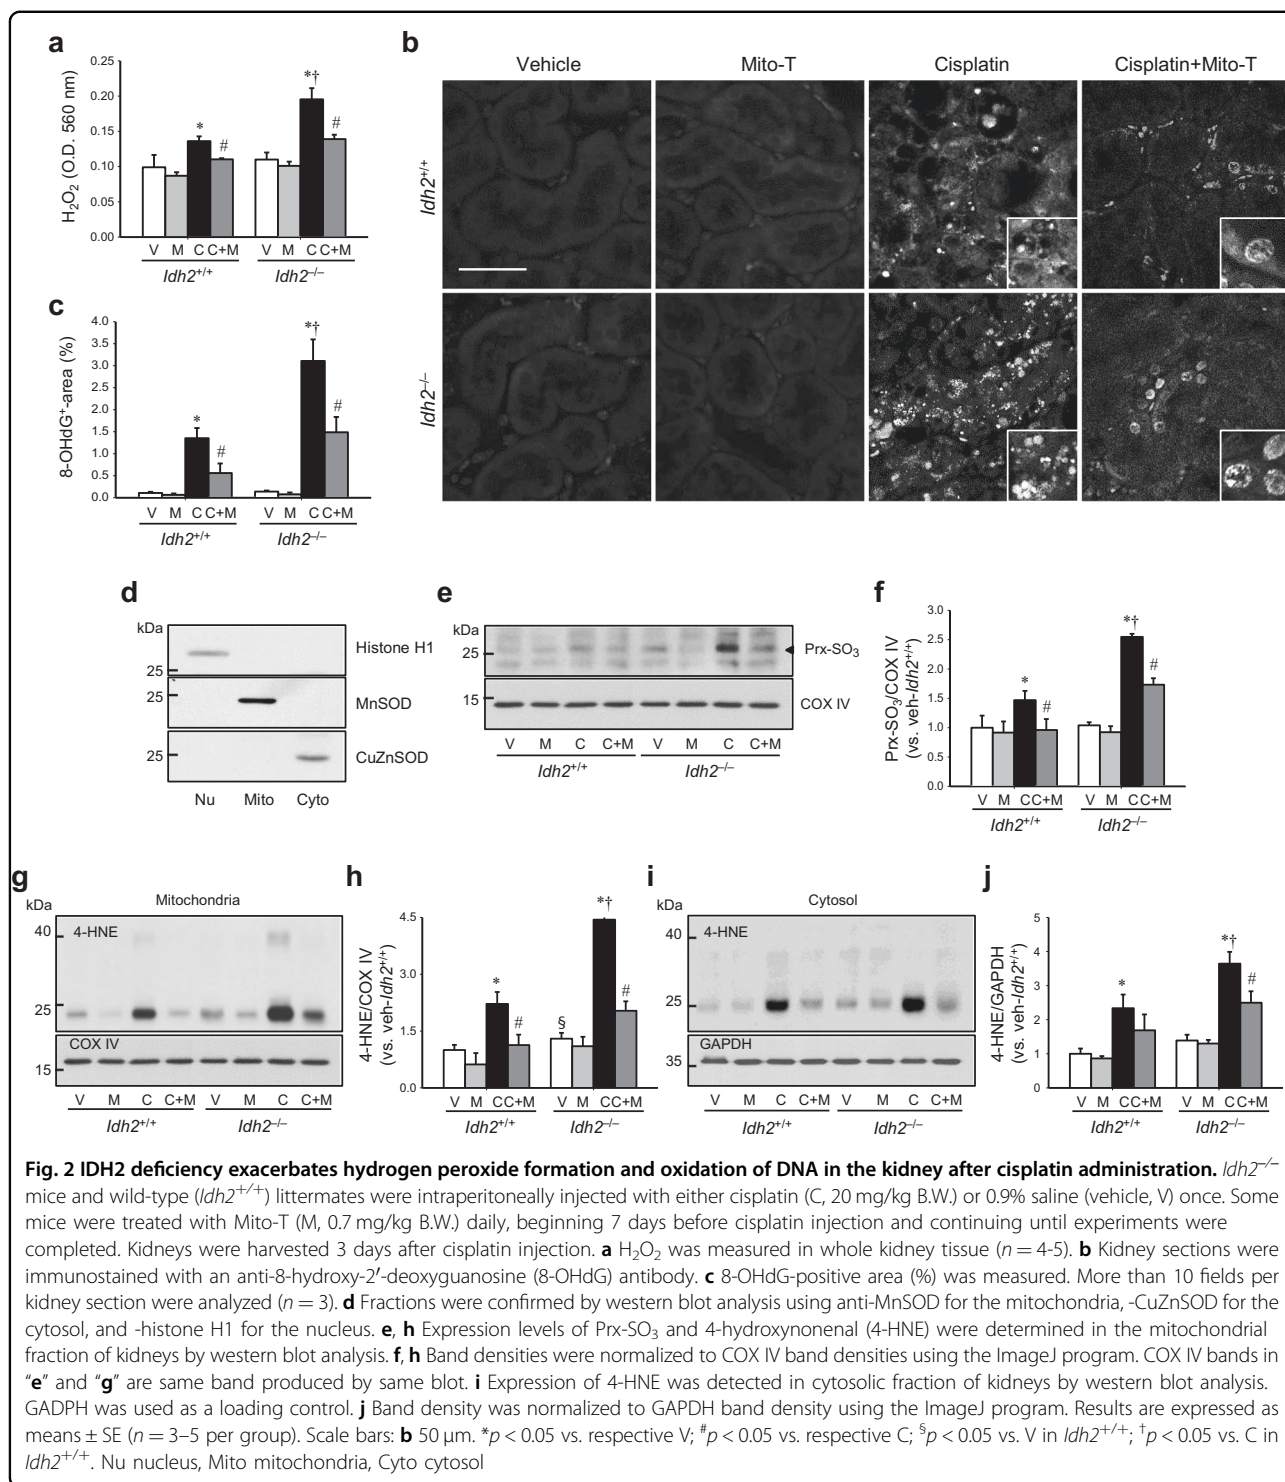 a
H2O2 (O.D. 560 nm)
0.25
0.20
0.15
0.10
0.05
0.00
*
#
*†
#
V M C C+M V M C C+M
Idh2+/+ Idh2−/−
b
Vehicle Mito-T Cisplatin Cisplatin+Mito-T
Idh2+/+
Idh2−/−
c
8-OHdG+-area (%)
4.0
3.5
3.0
2.5
2.0
1.5
1.0
0.5
0.0
*
#
*†
#
V M C C+M V M C C+M
Idh2+/+ Idh2−/−
d
kDa
25
Histone H1
25
MnSOD
25
CuZnSOD
Nu Mito Cyto
e
kDa
25
Prx-SO3
15
COX IV
V M C C+M V M C C+M
Idh2+/+ Idh2−/−
f
Prx-SO3/COX IV
(vs. veh-Idh2+/+)
3.0
2.5
2.0
1.5
1.0
0.5
0.0
*
#
*†
#
V M C C+M V M C C+M
Idh2+/+ Idh2−/−
g
Mitochondria
kDa
40
4-HNE
25
COX IV
15
V M C C+M V M C C+M
Idh2+/+ Idh2−/−
h
4-HNE/COX IV
(vs. veh-Idh2+/+)
4.5
3.0
1.5
0.0
*
#
§
*†
#
V M C C+M V M C C+M
Idh2+/+ Idh2−/−
i
Cytosol
kDa
40
4-HNE
25
GAPDH
35
V M C C+M V M C C+M
Idh2+/+ Idh2−/−
j
4-HNE/GAPDH
(vs. veh-Idh2+/+)
5
4
3
2
1
0
*
*†
#
V M C C+M V M C C+M
Idh2+/+ Idh2−/−
Fig. 2 IDH2 deficiency exacerbates hydrogen peroxide formation and oxidation of DNA in the kidney after cisplatin administration. Idh2−/−
mice and wild-type (Idh2+/+) littermates were intraperitoneally injected with either cisplatin (C, 20 mg/kg B.W.) or 0.9% saline (vehicle, V) once. Some
mice were treated with Mito-T (M, 0.7 mg/kg B.W.) daily, beginning 7 days before cisplatin injection and continuing until experiments were
completed. Kidneys were harvested 3 days after cisplatin injection. a H2O2 was measured in whole kidney tissue (n = 4-5). b Kidney sections were
immunostained with an anti-8-hydroxy-2′-deoxyguanosine (8-OHdG) antibody. c 8-OHdG-positive area (%) was measured. More than 10 fields per
kidney section were analyzed (n = 3). d Fractions were confirmed by western blot analysis using anti-MnSOD for the mitochondria, -CuZnSOD for the
cytosol, and -histone H1 for the nucleus. e, h Expression levels of Prx-SO3 and 4-hydroxynonenal (4-HNE) were determined in the mitochondrial
fraction of kidneys by western blot analysis. f, h Band densities were normalized to COX IV band densities using the ImageJ program. COX IV bands in
"e" and "g" are same band produced by same blot. i Expression of 4-HNE was detected in cytosolic fraction of kidneys by western blot analysis.
GADPH was used as a loading control. j Band density was normalized to GAPDH band density using the ImageJ program. Results are expressed as
means ± SE (n = 3–5 per group). Scale bars: b 50 µm. *p < 0.05 vs. respective V; #p < 0.05 vs. respective C; §p < 0.05 vs. V in Idh2+/+; †p < 0.05 vs. C in
Idh2+/+. Nu nucleus, Mito mitochondria, Cyto cytosol